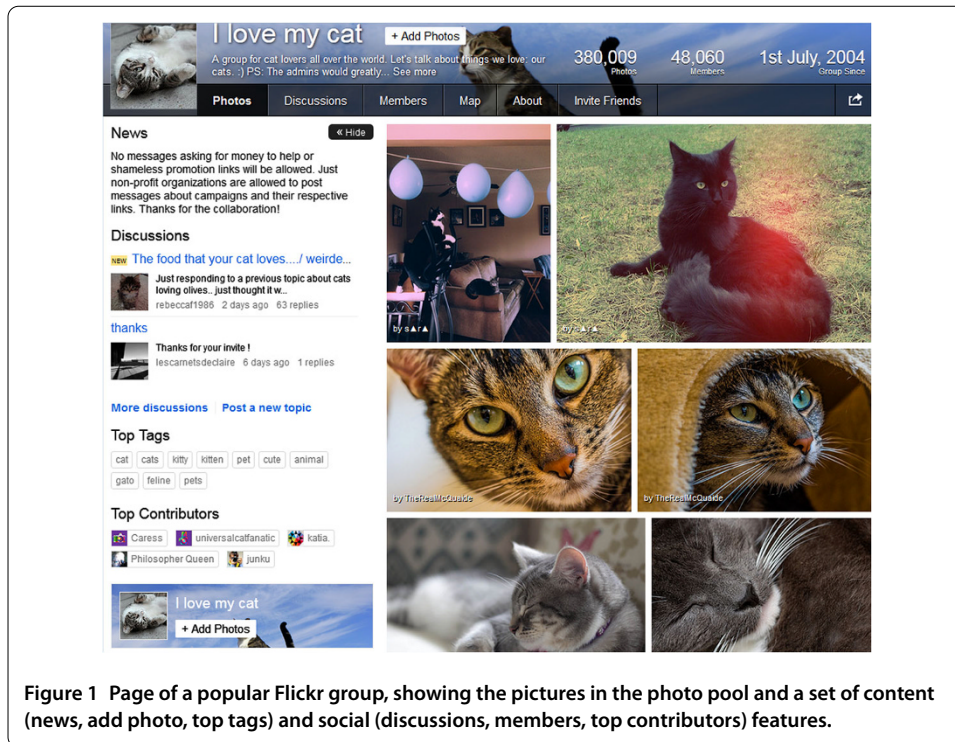 I love my cat
+ Add Photos
A group for cat lovers all over the world. Let's talk about things we love: our
cats. :) PS: The admins would greatly... See more
380,009
Photos
48,060
Members
1st July, 2004
Group Since
Photos
Discussions
Members
Map
About
Invite Friends
News
« Hide
No messages asking for money to help or
shameless promotion links will be allowed. Just
non-profit organizations are allowed to post
messages about campaigns and their respective
links. Thanks for the collaboration!
Discussions
NEW The food that your cat loves..../ weirde...
Just responding to a previous topic about cats
loving olives.. just thought it w...
rebeccaf1986 2 days ago 63 replies
thanks
Thanks for your invite !
lescarnetsdeclaire 6 days ago 1 replies
More discussions
Post a new topic
Top Tags
cat cats kitty kitten pet cute animal
gato feline pets
Top Contributors
Caress universalcatfanatic katia.
Philosopher Queen junku
I love my cat
+ Add Photos
by s▲r▲
by s▲r▲
by TheRealMcQuaide
by TheRealMcQuaide
Figure 1 Page of a popular Flickr group, showing the pictures in the photo pool and a set of content
(news, add photo, top tags) and social (discussions, members, top contributors) features.